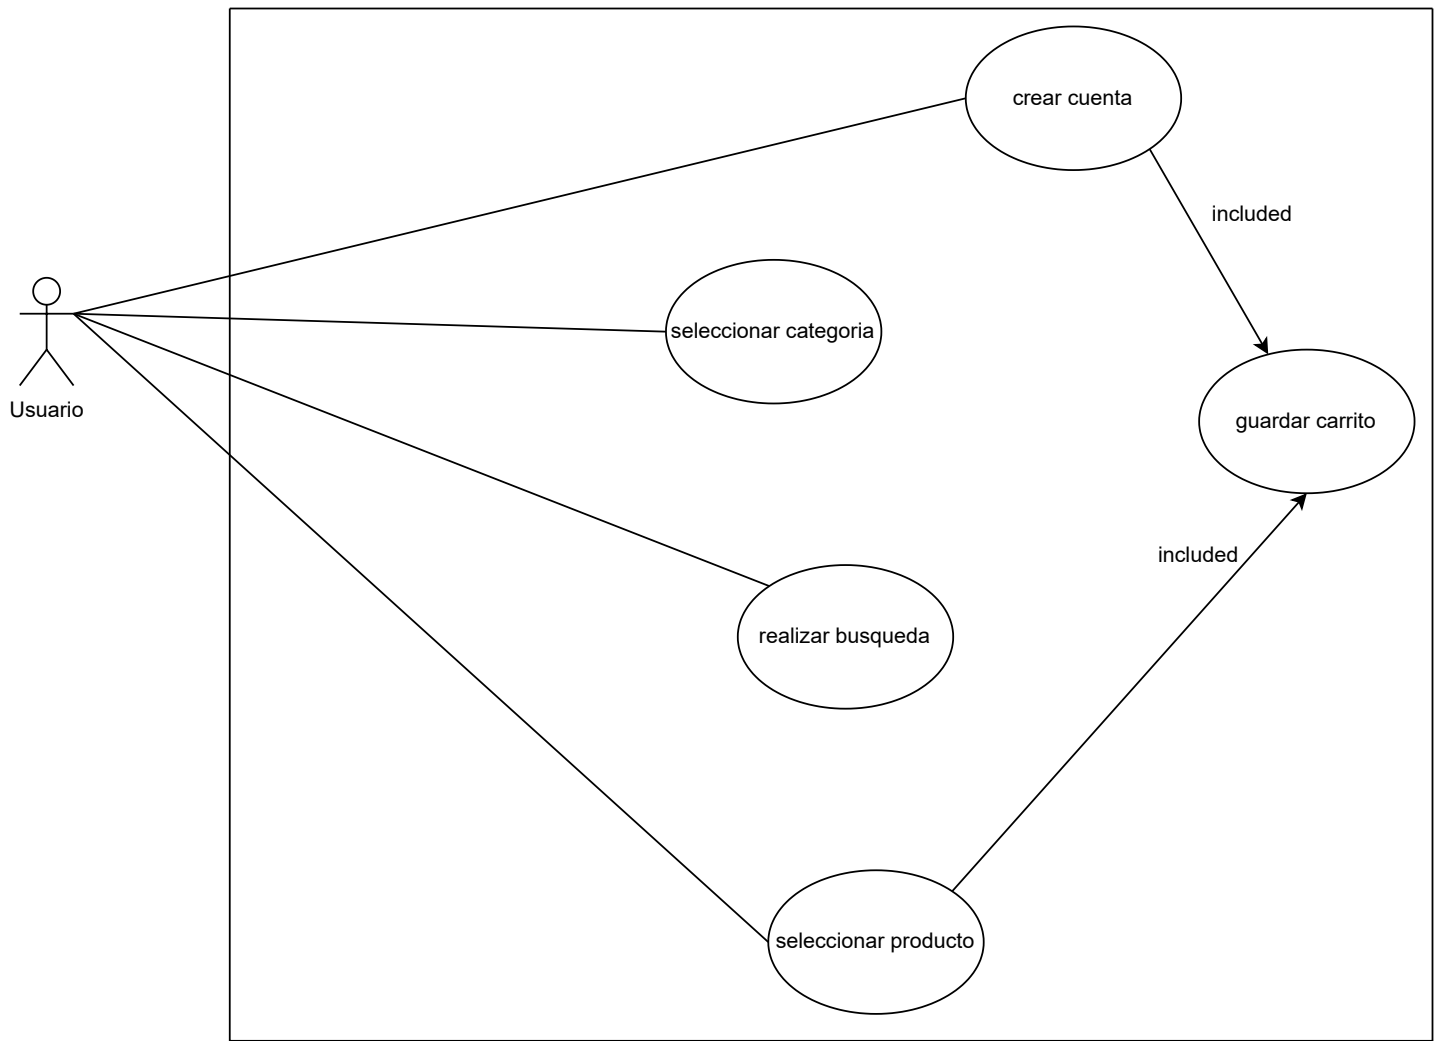 crear cuenta
included
seleccionar categoria
Usuario
guardar carrito
included
realizar busqueda
seleccionar producto